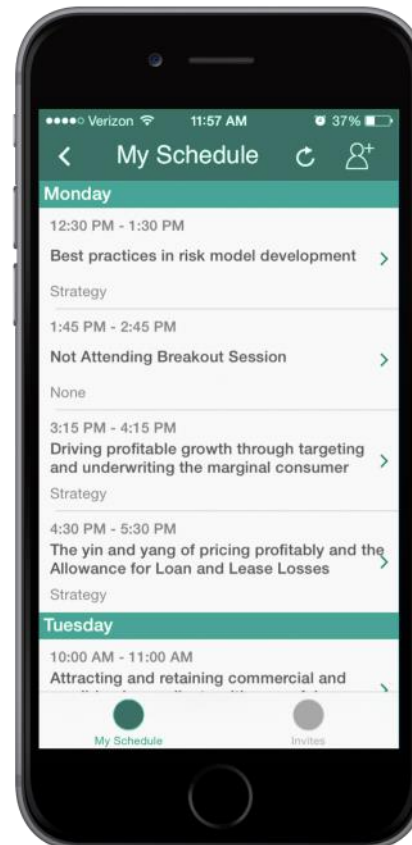 Verizon 11:57 AM 37%
My Schedule
Monday
12:30 PM - 1:30 PM
Best practices in risk model development
Strategy
1:45 PM - 2:45 PM
Not Attending Breakout Session
None
3:15 PM - 4:15 PM
Driving profitable growth through targeting
and underwriting the marginal consumer
Strategy
4:30 PM - 5:30 PM
The yin and yang of pricing profitably and the
Allowance for Loan and Lease Losses
Strategy
Tuesday
10:00 AM - 11:00 AM
Attracting and retaining commercial and
My Schedule Invites